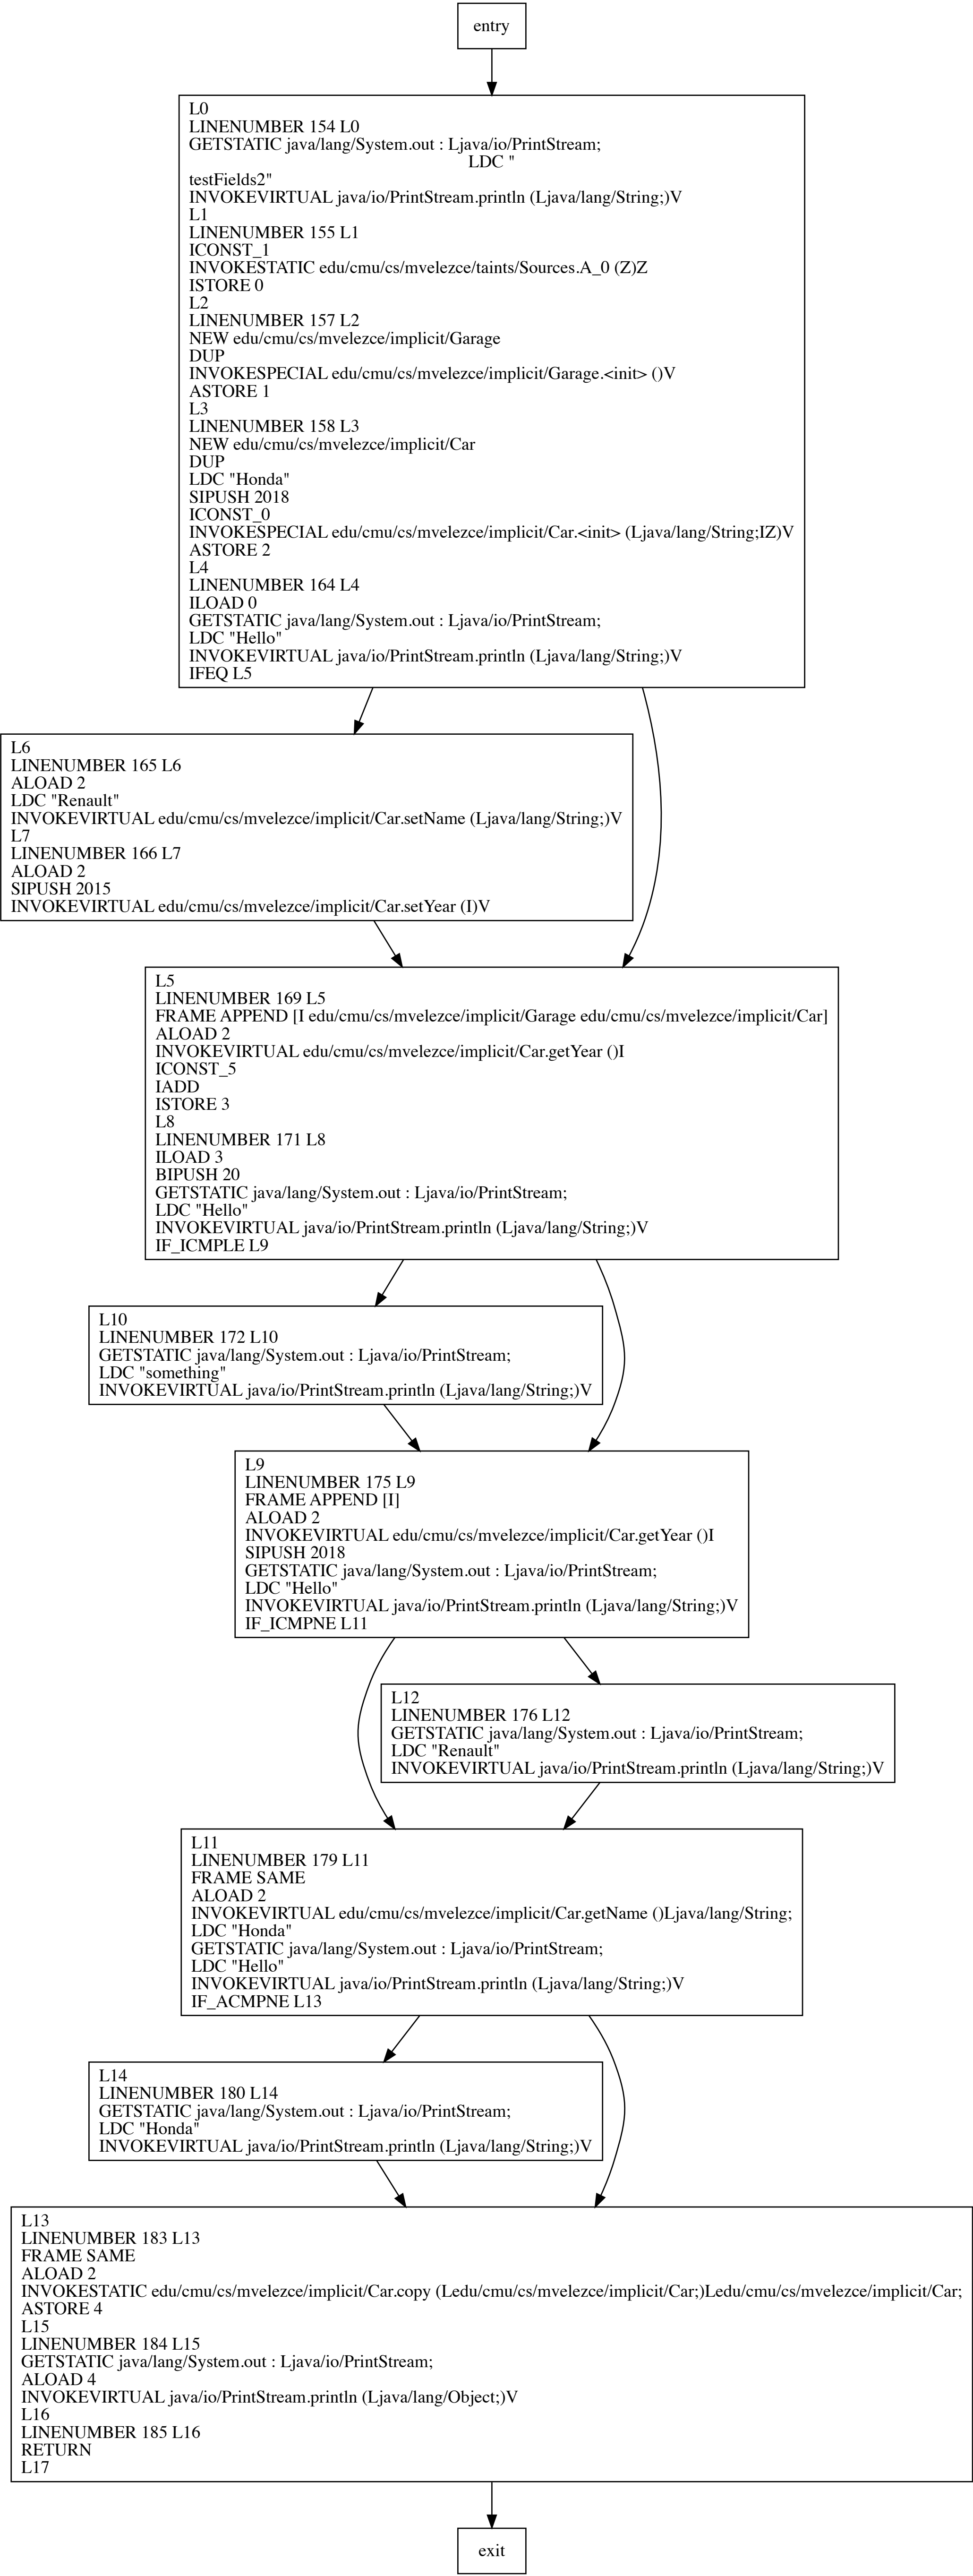 entry
L0
LINENUMBER 154 L0
GETSTATIC java/lang/System.out : Ljava/io/PrintStream;
LDC "
testFields2"
INVOKEVIRTUAL java/io/PrintStream.println (Ljava/lang/String;)V
L1
LINENUMBER 155 L1
ICONST_1
INVOKESTATIC edu/cmu/cs/mvelezce/taints/Sources.A_0 (Z)Z
ISTORE 0
L2
LINENUMBER 157 L2
NEW edu/cmu/cs/mvelezce/implicit/Garage
DUP
INVOKESPECIAL edu/cmu/cs/mvelezce/implicit/Garage.<init> ()V
ASTORE 1
L3
LINENUMBER 158 L3
NEW edu/cmu/cs/mvelezce/implicit/Car
DUP
LDC "Honda"
SIPUSH 2018
ICONST_0
INVOKESPECIAL edu/cmu/cs/mvelezce/implicit/Car.<init> (Ljava/lang/String;IZ)V
ASTORE 2
L4
LINENUMBER 164 L4
ILOAD 0
GETSTATIC java/lang/System.out : Ljava/io/PrintStream;
LDC "Hello"
INVOKEVIRTUAL java/io/PrintStream.println (Ljava/lang/String;)V
IFEQ L5
L6
LINENUMBER 165 L6
ALOAD 2
LDC "Renault"
INVOKEVIRTUAL edu/cmu/cs/mvelezce/implicit/Car.setName (Ljava/lang/String;)V
L7
LINENUMBER 166 L7
ALOAD 2
SIPUSH 2015
INVOKEVIRTUAL edu/cmu/cs/mvelezce/implicit/Car.setYear (I)V
L5
LINENUMBER 169 L5
FRAME APPEND [I edu/cmu/cs/mvelezce/implicit/Garage edu/cmu/cs/mvelezce/implicit/Car]
ALOAD 2
INVOKEVIRTUAL edu/cmu/cs/mvelezce/implicit/Car.getYear ()I
ICONST_5
IADD
ISTORE 3
L8
LINENUMBER 171 L8
ILOAD 3
BIPUSH 20
GETSTATIC java/lang/System.out : Ljava/io/PrintStream;
LDC "Hello"
INVOKEVIRTUAL java/io/PrintStream.println (Ljava/lang/String;)V
IF_ICMPLE L9
L10
LINENUMBER 172 L10
GETSTATIC java/lang/System.out : Ljava/io/PrintStream;
LDC "something"
INVOKEVIRTUAL java/io/PrintStream.println (Ljava/lang/String;)V
L9
LINENUMBER 175 L9
FRAME APPEND [I]
ALOAD 2
INVOKEVIRTUAL edu/cmu/cs/mvelezce/implicit/Car.getYear ()I
SIPUSH 2018
GETSTATIC java/lang/System.out : Ljava/io/PrintStream;
LDC "Hello"
INVOKEVIRTUAL java/io/PrintStream.println (Ljava/lang/String;)V
IF_ICMPNE L11
L12
LINENUMBER 176 L12
GETSTATIC java/lang/System.out : Ljava/io/PrintStream;
LDC "Renault"
INVOKEVIRTUAL java/io/PrintStream.println (Ljava/lang/String;)V
L11
LINENUMBER 179 L11
FRAME SAME
ALOAD 2
INVOKEVIRTUAL edu/cmu/cs/mvelezce/implicit/Car.getName ()Ljava/lang/String;
LDC "Honda"
GETSTATIC java/lang/System.out : Ljava/io/PrintStream;
LDC "Hello"
INVOKEVIRTUAL java/io/PrintStream.println (Ljava/lang/String;)V
IF_ACMPNE L13
L14
LINENUMBER 180 L14
GETSTATIC java/lang/System.out : Ljava/io/PrintStream;
LDC "Honda"
INVOKEVIRTUAL java/io/PrintStream.println (Ljava/lang/String;)V
L13
LINENUMBER 183 L13
FRAME SAME
ALOAD 2
INVOKESTATIC edu/cmu/cs/mvelezce/implicit/Car.copy (Ledu/cmu/cs/mvelezce/implicit/Car;)Ledu/cmu/cs/mvelezce/implicit/Car;
ASTORE 4
L15
LINENUMBER 184 L15
GETSTATIC java/lang/System.out : Ljava/io/PrintStream;
ALOAD 4
INVOKEVIRTUAL java/io/PrintStream.println (Ljava/lang/Object;)V
L16
LINENUMBER 185 L16
RETURN
L17
exit